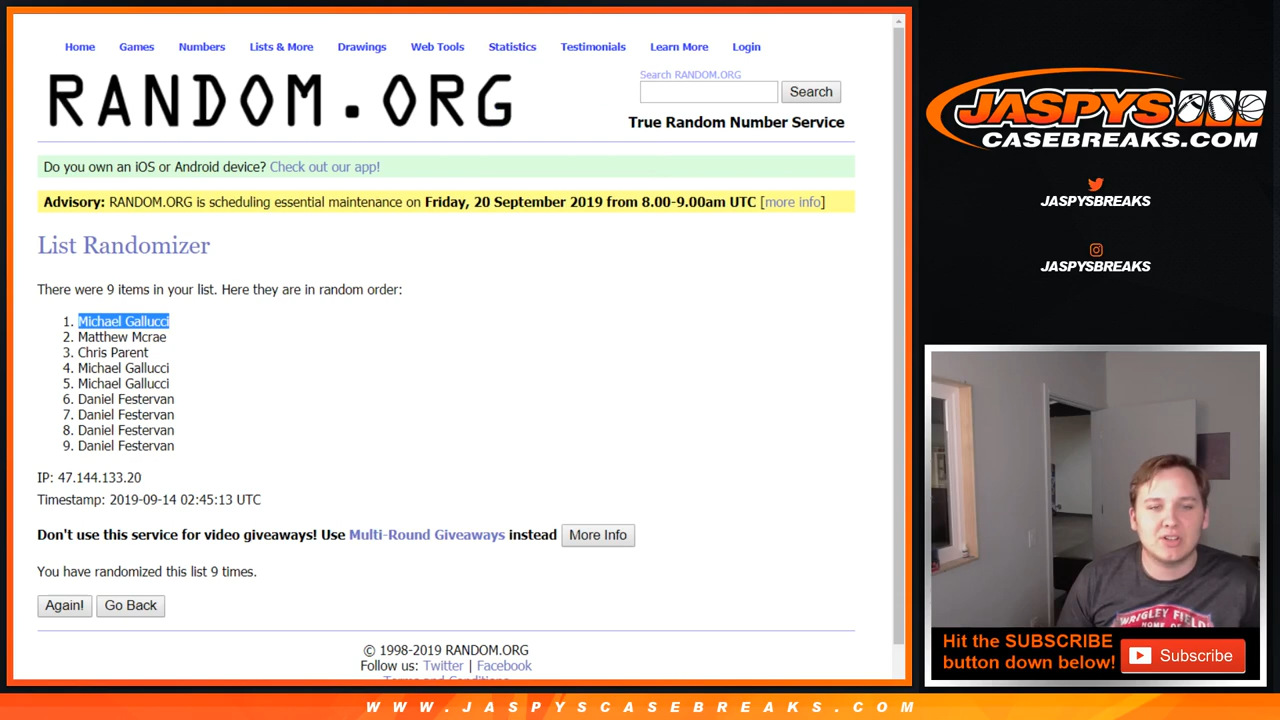 Home Games Numbers Lists & More Drawings Web Tools Statistics Testimonials Learn More Login
RANDOM.ORG
Search RANDOM.ORG
Search
True Random Number Service
Do you own an iOS or Android device? Check out our app!
Advisory: RANDOM.ORG is scheduling essential maintenance on Friday, 20 September 2019 from 8.00-9.00am UTC [more info]
List Randomizer
There were 9 items in your list. Here they are in random order:
1. Michael Gallucci
2. Matthew Mcrae
3. Chris Parent
4. Michael Gallucci
5. Michael Gallucci
6. Daniel Festervan
7. Daniel Festervan
8. Daniel Festervan
9. Daniel Festervan
IP: 47.144.133.20
Timestamp: 2019-09-14 02:45:13 UTC
Don't use this service for video giveaways! Use Multi-Round Giveaways instead More Info
You have randomized this list 9 times.
Again! Go Back
© 1998-2019 RANDOM.ORG
Follow us: Twitter | Facebook
Terms and Conditions
JASPYS
CASEBREAKS.COM
JASPYSBREAKS
JASPYSBREAKS
WRIGLEY FIELD
HOME OF
Hit the SUBSCRIBE
button down below!
Subscribe
WWW.JASPYSCASEBREAKS.COM